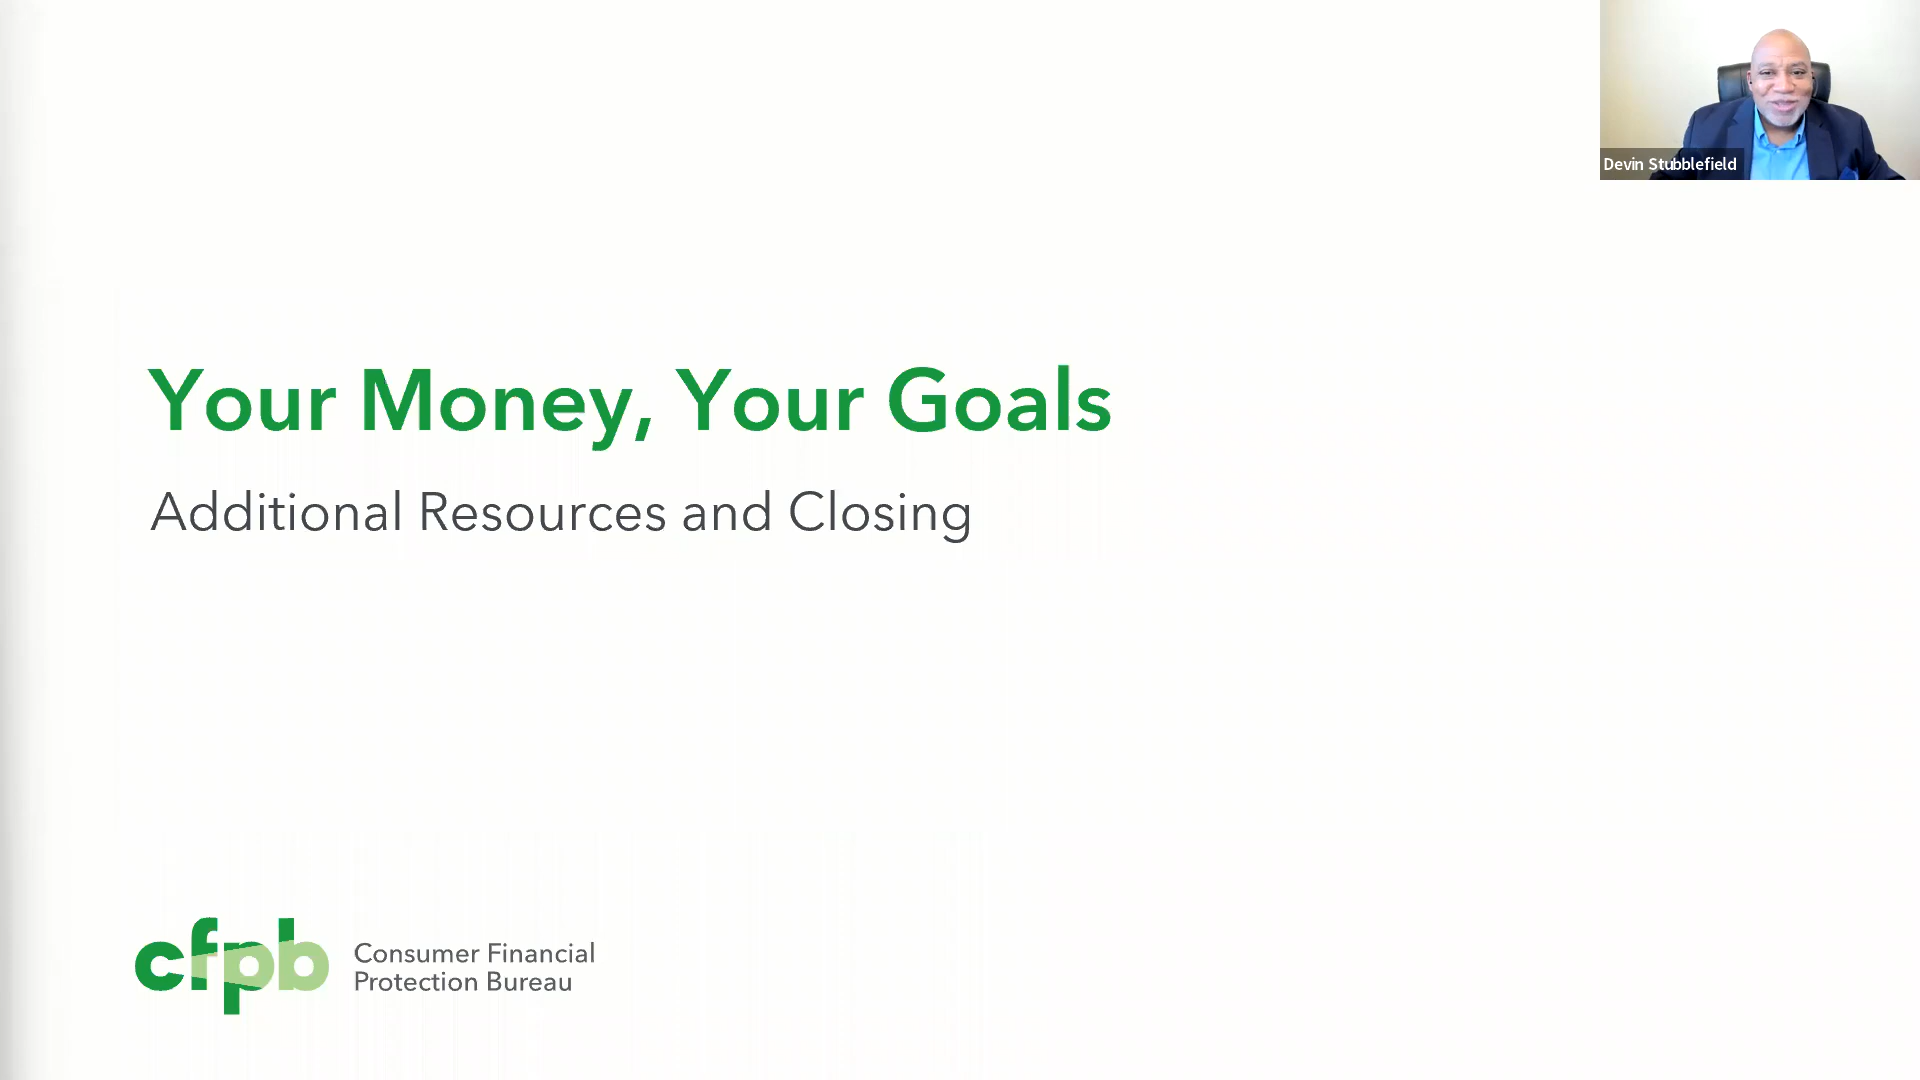 Devin Stubblefield
Your Money, Your Goals
Additional Resources and Closing
cfpb
Consumer Financial
Protection Bureau